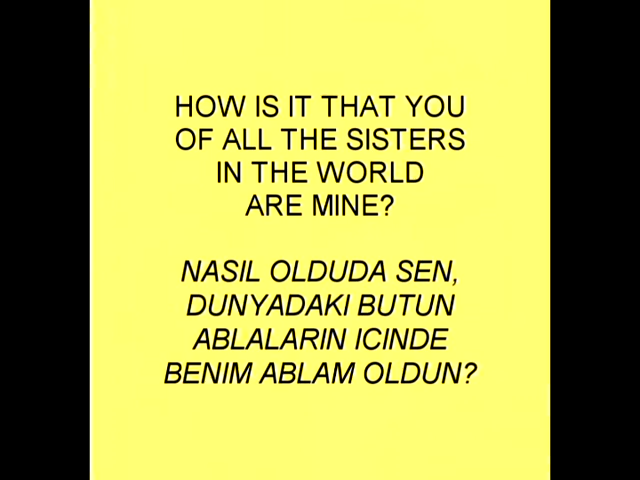 HOW IS IT THAT YOU
OF ALL THE SISTERS
IN THE WORLD
ARE MINE?
NASIL OLDUDA SEN,
DUNYADAKI BUTUN
ABLALARIN ICINDE
BENIM ABLAM OLDUN?